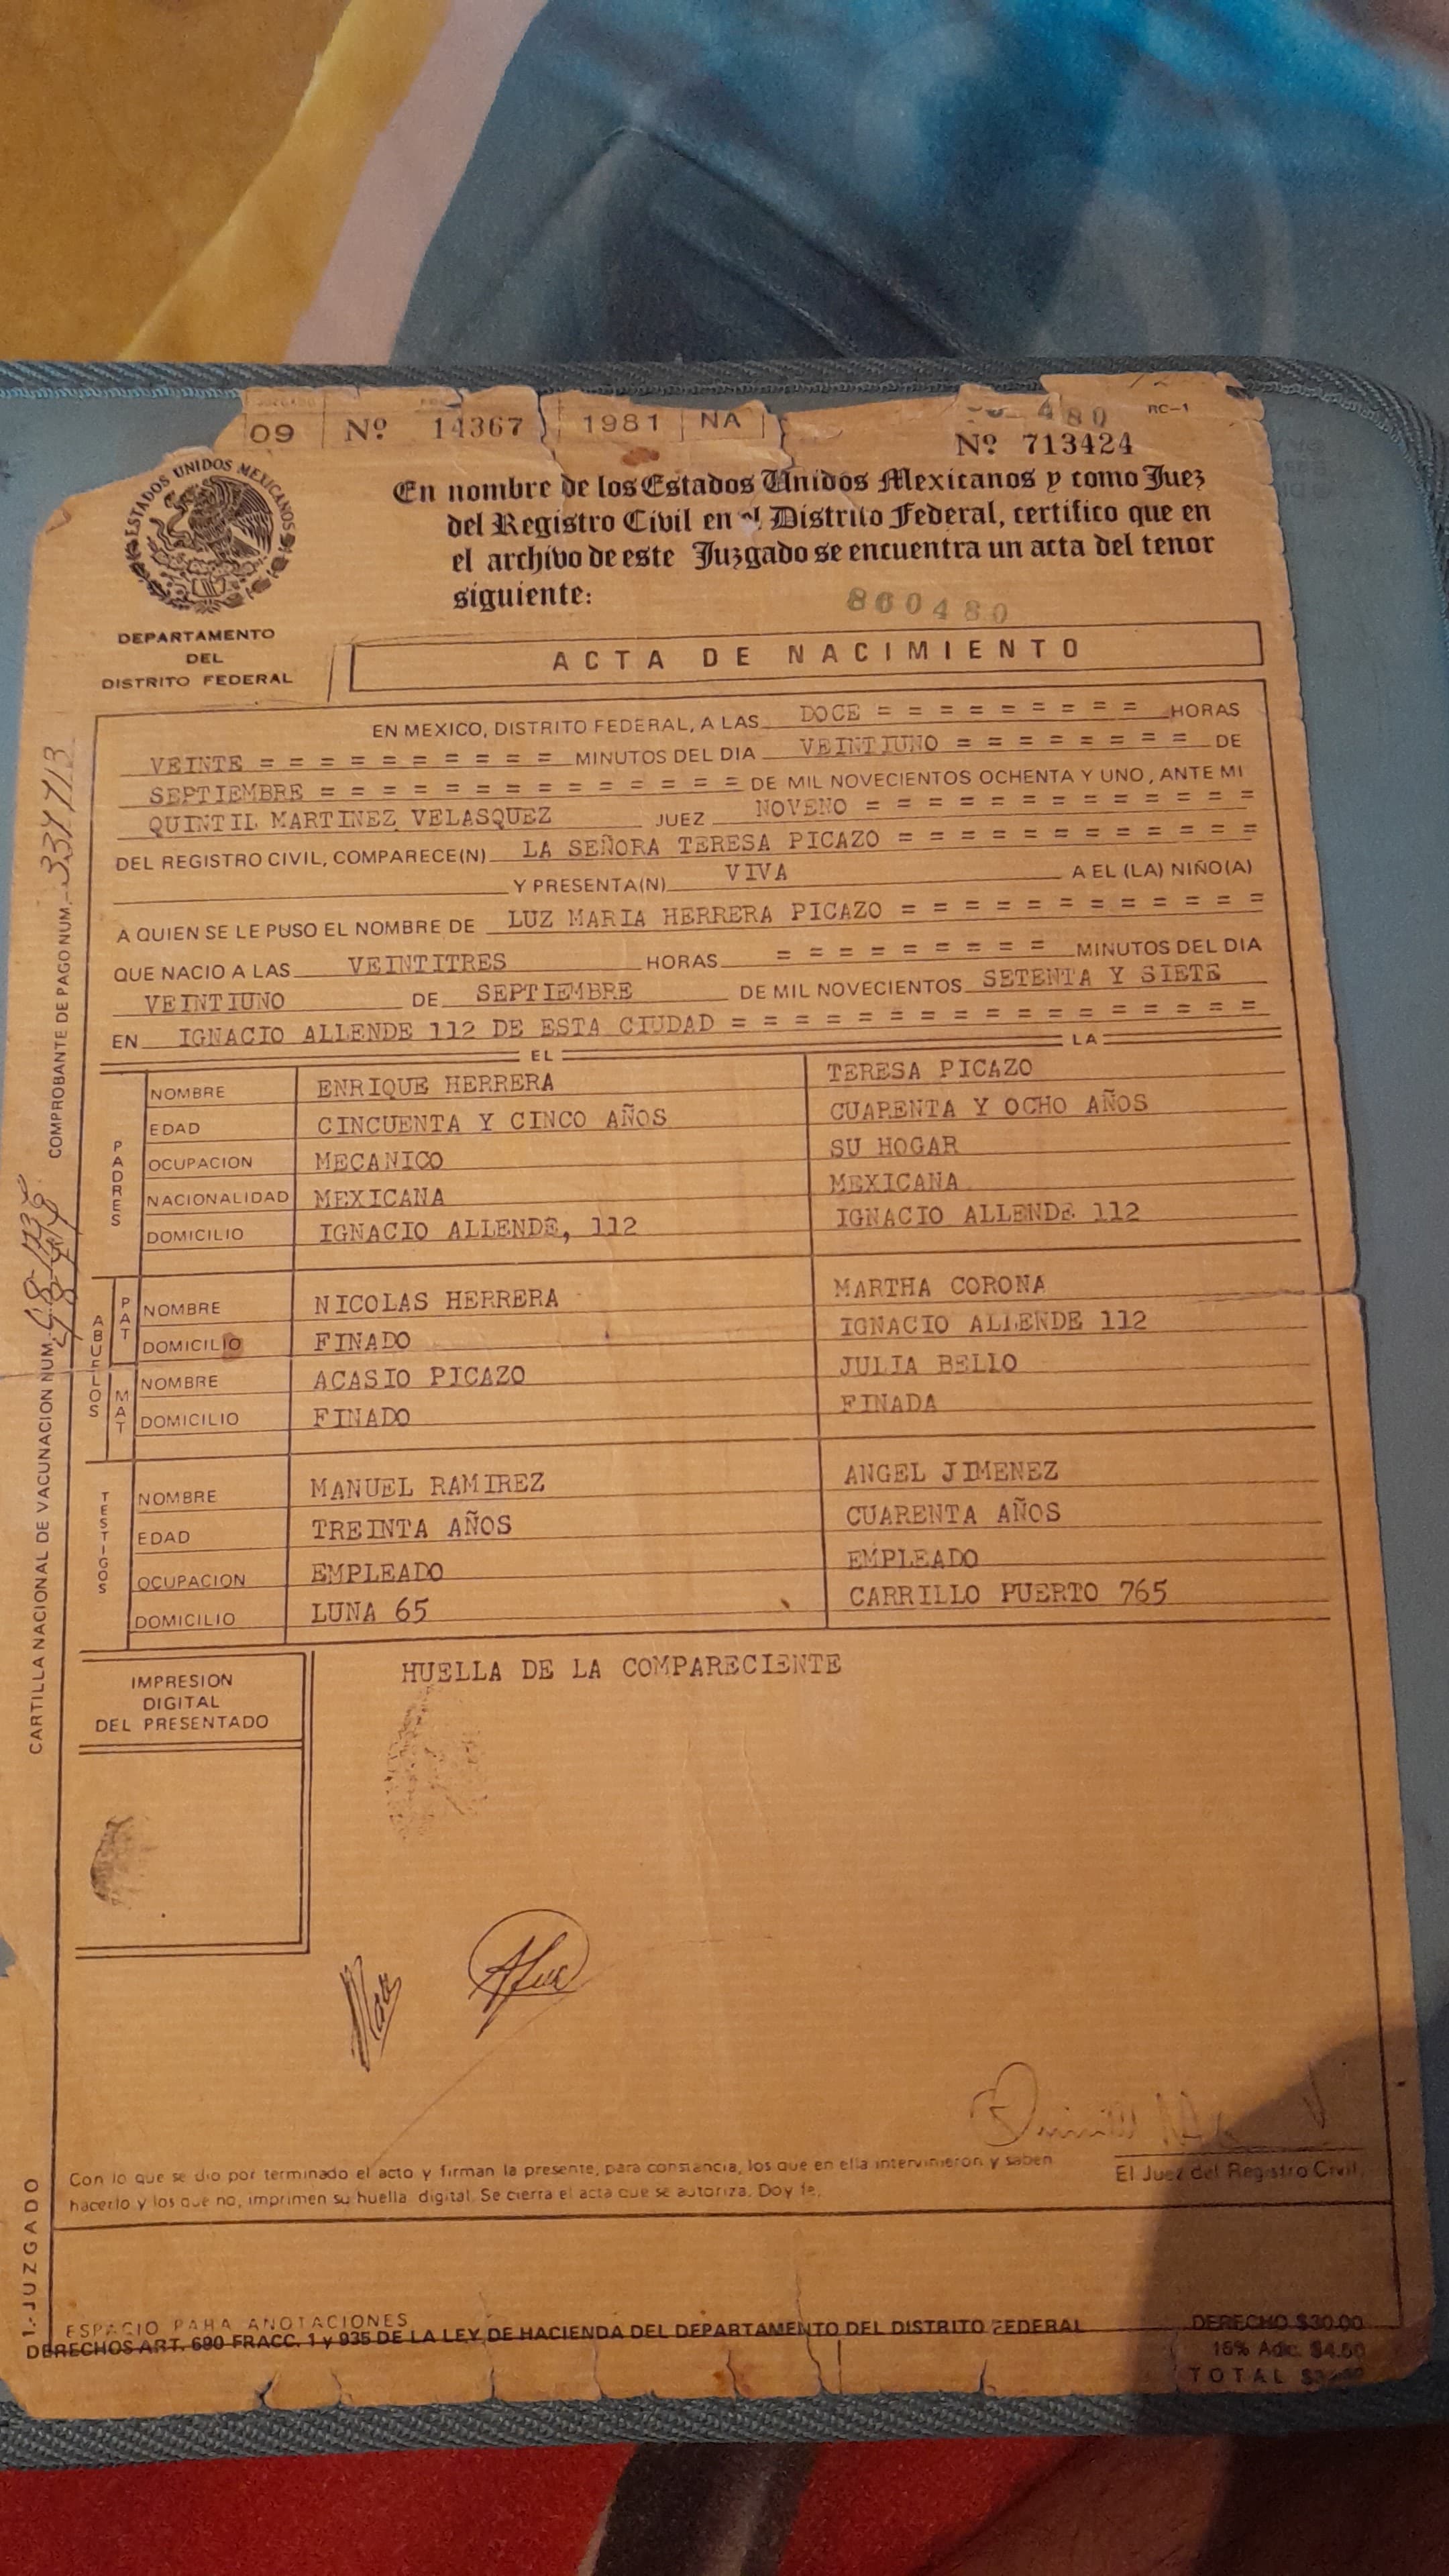 09 Nº 14367 1981 NA
480 RC-1
Nº 713424
ESTADOS UNIDOS MEXICANOS
En nombre de los Estados Unidos Mexicanos y como Juez
del Registro Civil en el Distrito Federal, certifico que en
el archivo de este Juzgado se encuentra un acta del tenor
siguiente:
860480
DEPARTAMENTO
DEL
DISTRITO FEDERAL
ACTA DE NACIMIENTO
EN MEXICO, DISTRITO FEDERAL, A LAS DOCE = = = = = = = = = HORAS
VEINTE = = = = = = = = = = MINUTOS DEL DIA VEINTIUNO = = = = = = = = DE
SEPTIEMBRE = = = = = = = = = = = = = = DE MIL NOVECIENTOS OCHENTA Y UNO, ANTE MI
QUINTIL MARTINEZ VELASQUEZ JUEZ NOVENO = = = = = = = = = = = = =
DEL REGISTRO CIVIL, COMPARECE(N) LA SEÑORA TERESA PICAZO = = = = = = = = = = = =
Y PRESENTA(N) VIVA A EL (LA) NIÑO(A)
A QUIEN SE LE PUSO EL NOMBRE DE LUZ MARIA HERRERA PICAZO = = = = = = = = = = = =
QUE NACIO A LAS VEINTITRES HORAS = = = = = = = = = MINUTOS DEL DIA
VEINTIUNO DE SEPTIEMBRE DE MIL NOVECIENTOS SETENTA Y SIETE
EN IGNACIO ALLENDE 112 DE ESTA CIUDAD = = = = = = = = = = = = = = = = =
EL LA
PADRES
NOMBRE ENRIQUE HERRERA TERESA PICAZO
EDAD CINCUENTA Y CINCO AÑOS CUARENTA Y OCHO AÑOS
OCUPACION MECANICO SU HOGAR
NACIONALIDAD MEXICANA MEXICANA
DOMICILIO IGNACIO ALLENDE, 112 IGNACIO ALLENDE 112
ABUELOS
PAT
NOMBRE NICOLAS HERRERA MARTHA CORONA
DOMICILIO FINADO IGNACIO ALLENDE 112
MAT
NOMBRE ACASIO PICAZO JULIA BELLO
DOMICILIO FINADO FINADA
TESTIGOS
NOMBRE MANUEL RAMIREZ ANGEL JIMENEZ
EDAD TREINTA AÑOS CUARENTA AÑOS
OCUPACION EMPLEADO EMPLEADO
DOMICILIO LUNA 65 CARRILLO PUERTO 765
IMPRESION
DIGITAL
DEL PRESENTADO
HUELLA DE LA COMPARECIENTE
Con lo que se dio por terminado el acto y firman la presente, para constancia, los que en ella intervinieron y saben
hacerlo y los que no, imprimen su huella digital. Se cierra el acta que se autoriza. Doy fe.
El Juez del Registro Civil
ESPACIO PARA ANOTACIONES
DERECHOS ART. 690 FRACC. 1 y 935 DE LA LEY DE HACIENDA DEL DEPARTAMENTO DEL DISTRITO FEDERAL
DERECHO $30.00
15% Adic. $4.50
TOTAL
1.-JUZGADO
CARTILLA NACIONAL DE VACUNACION NUM.
COMPROBANTE DE PAGO NUM.